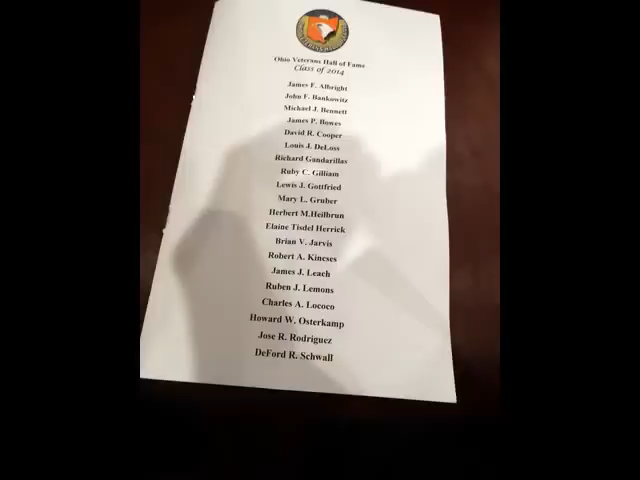 Ohio Veterans Hall of Fame
Class of 2014
James F. Albright
John F. Bankowitz
Michael J. Bennett
James P. Bowes
David R. Cooper
Louis J. DeLoss
Richard Gandarillas
Ruby C. Gilliam
Lewis J. Gottfried
Mary L. Gruber
Herbert M.Heilbrun
Elaine Tisdel Herrick
Brian V. Jarvis
Robert A. Kincses
James J. Leach
Ruben J. Lemons
Charles A. Lococo
Howard W. Osterkamp
Jose R. Rodriguez
DeFord R. Schwall